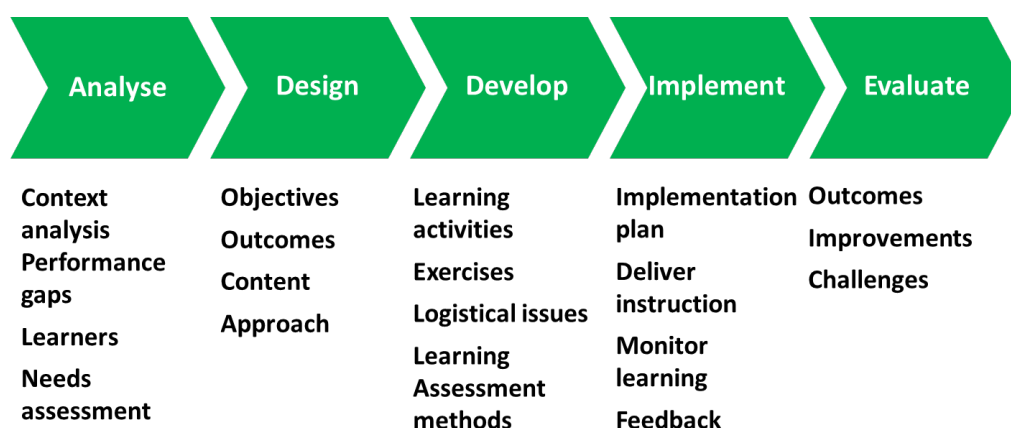 Analyse
Design
Develop
Implement
Evaluate
Context
analysis
Performance
gaps
Learners
Needs
assessment
Objectives
Outcomes
Content
Approach
Learning
activities
Exercises
Logistical issues
Learning
Assessment
methods
Implementation
plan
Deliver
instruction
Monitor
learning
Feedback
Outcomes
Improvements
Challenges